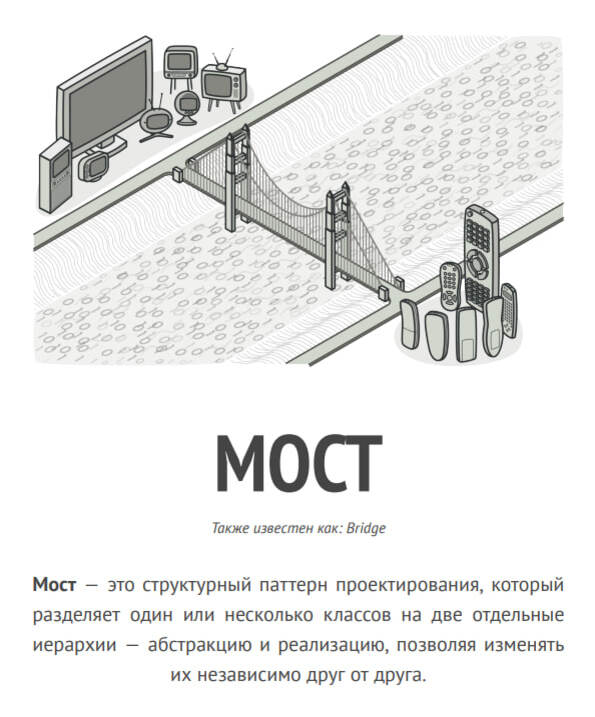 МОСТ
Также известен как: Bridge
Мост — это структурный паттерн проектирования, который
разделяет один или несколько классов на две отдельные
иерархии — абстракцию и реализацию, позволяя изменять
их независимо друг от друга.